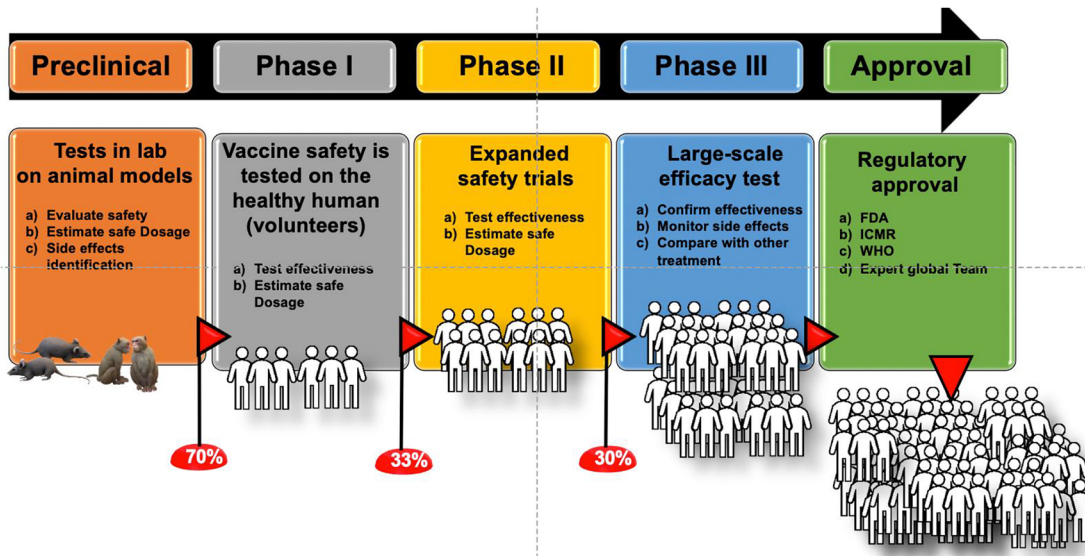 Preclinical
Phase I
Phase II
Phase III
Approval
Tests in lab
on animal models
a) Evaluate safety
b) Estimate safe Dosage
c) Side effects
identification
Vaccine safety is
tested on the
healthy human
(volunteers)
a) Test effectiveness
b) Estimate safe
Dosage
Expanded
safety trials
a) Test effectiveness
b) Estimate safe
Dosage
Large-scale
efficacy test
a) Confirm effectiveness
b) Monitor side effects
c) Compare with other
treatment
Regulatory
approval
a) FDA
b) ICMR
c) WHO
d) Expert global Team
70%
33%
30%